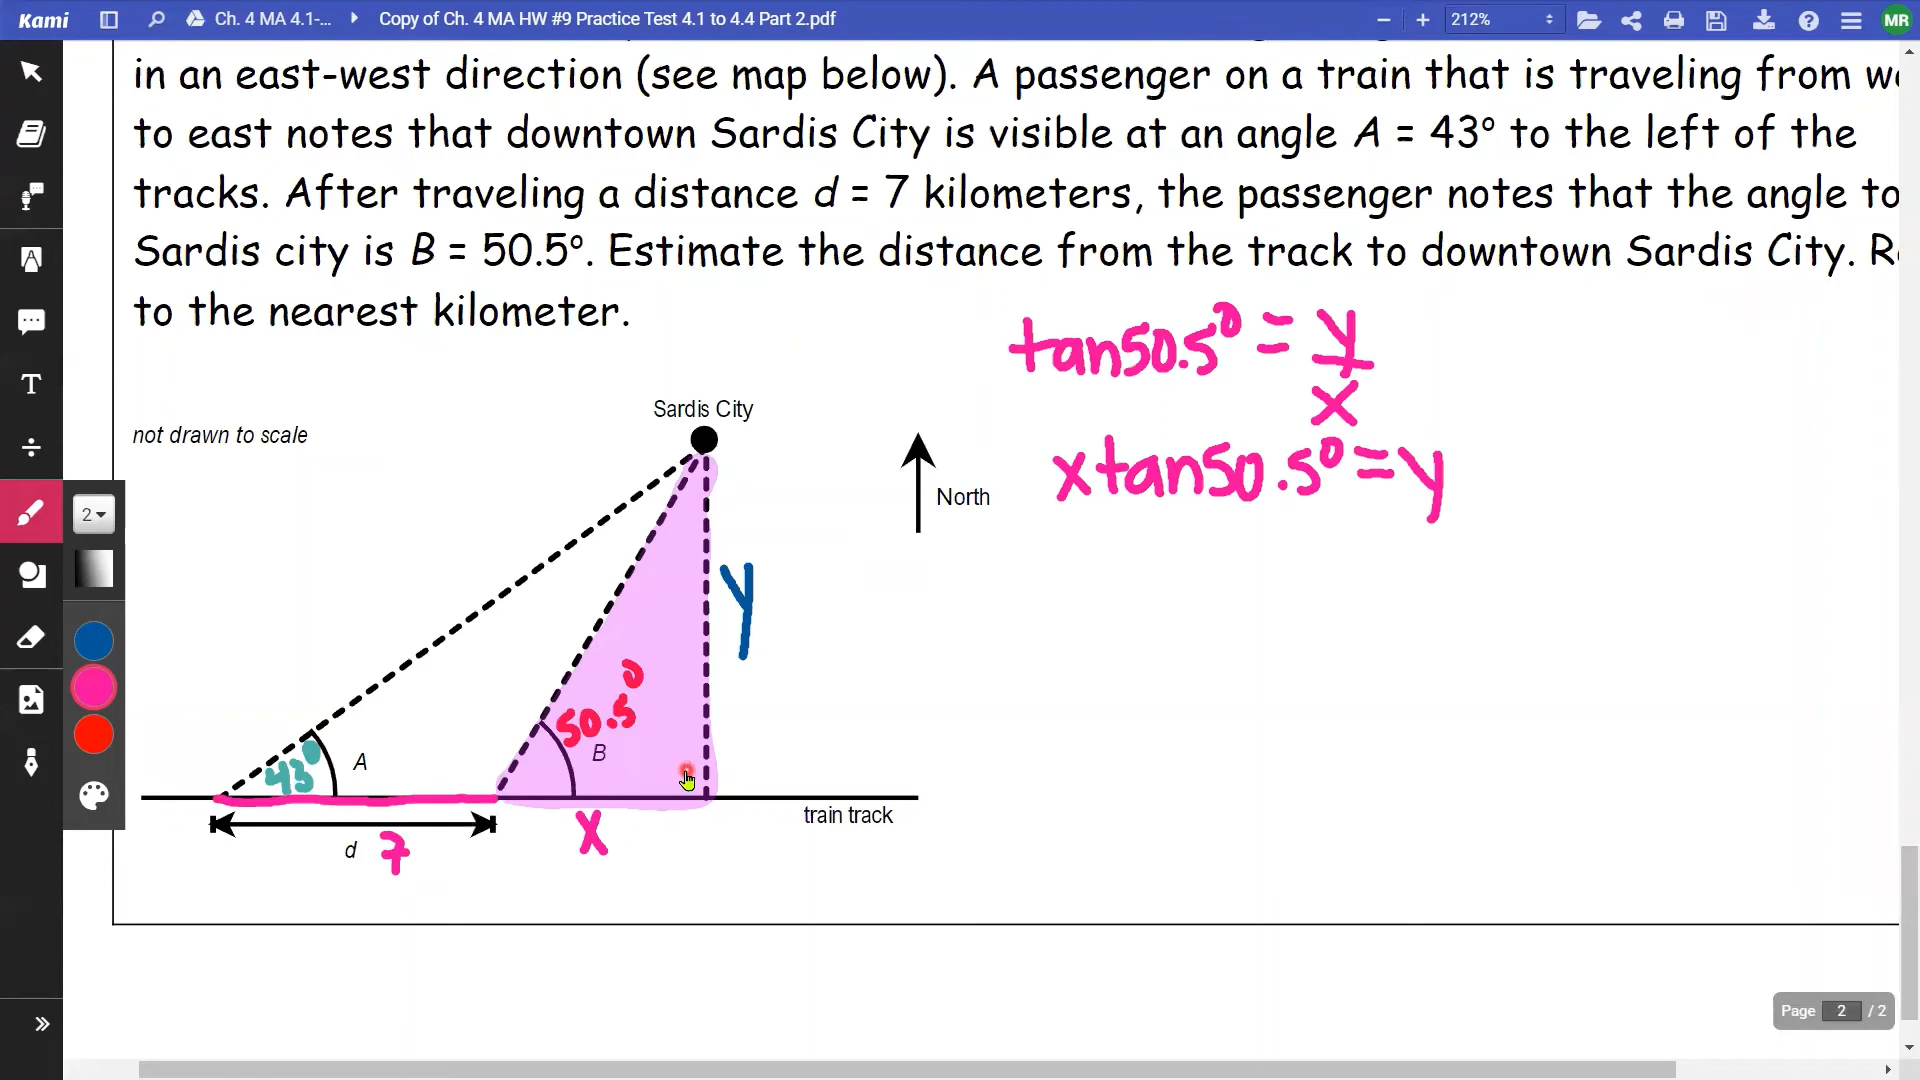 Kami
Ch. 4 MA 4.1-...
Copy of Ch. 4 MA HW #9 Practice Test 4.1 to 4.4 Part 2.pdf
212%
MR
in an east-west direction (see map below). A passenger on a train that is traveling from we
to east notes that downtown Sardis City is visible at an angle A = 43° to the left of the
tracks. After traveling a distance d = 7 kilometers, the passenger notes that the angle to
Sardis city is B = 50.5°. Estimate the distance from the track to downtown Sardis City. Ro
to the nearest kilometer.
tan50.5° = y/x
Sardis City
not drawn to scale
xtan50.5° = y
North
2
y
50.5°
B
43°
A
train track
d 7
x
Page 2 / 2